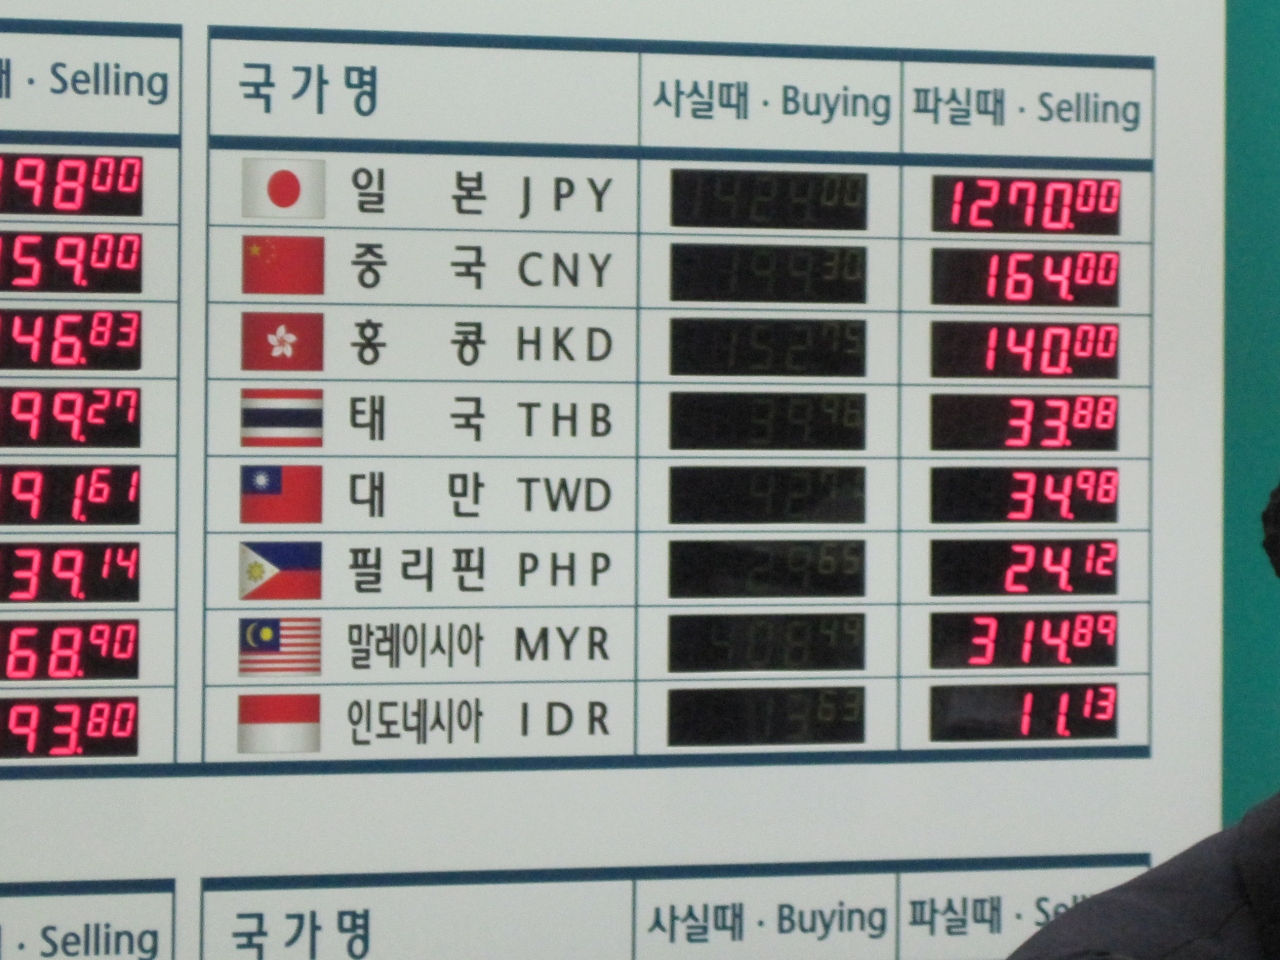 · Selling
국가명 사실때 · Buying 파실때 · Selling
98.00 일본 JPY 1270.00
59.00 중국 CNY 164.00
46.83 홍콩 HKD 140.00
99.27 태국 THB 33.88
91.61 대만 TWD 34.98
39.14 필리핀 PHP 24.12
68.90 말레이시아 MYR 314.89
93.80 인도네시아 IDR 11.13
· Selling
국가명 사실때 · Buying 파실때 ·